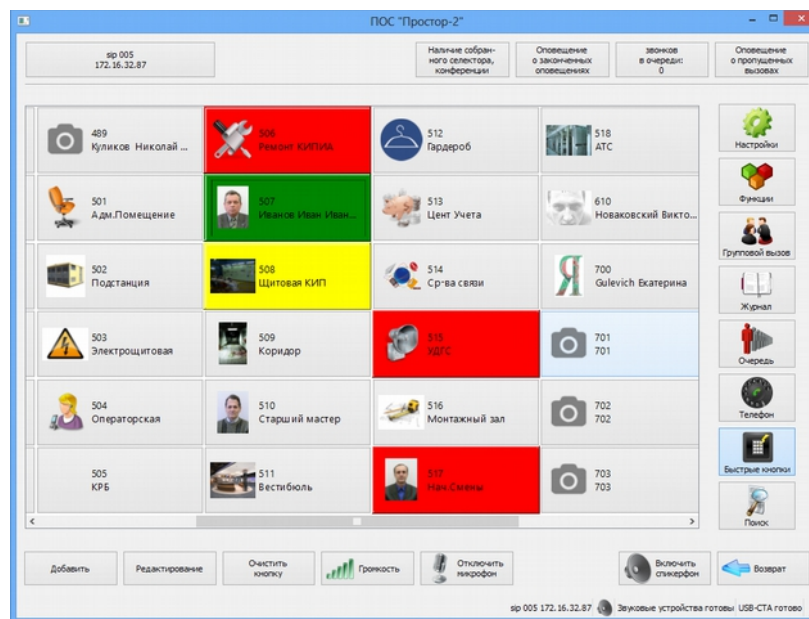 ПОС "Простор-2"
sip 005
172.16.32.87
Наличие собран-
ного селектора,
конференции
Оповещение
о законченных
оповещениях
звонков
в очереди:
0
Оповещение
о пропущенных
вызовах
489
Куликов Николай ...
506
Ремонт КИПИА
512
Гардероб
518
АТС
Настройки
501
Адм.Помещение
507
Иванов Иван Иван...
513
Цент Учета
610
Новаковский Викто...
Функции
502
Подстанция
508
Щитовая КИП
514
Ср-ва связи
700
Gulevich Екатерина
Групповой вызов
Журнал
503
Электрощитовая
509
Коридор
515
УДГС
701
701
Очередь
504
Операторская
510
Старший мастер
516
Монтажный зал
702
702
Телефон
505
КРБ
511
Вестибюль
517
Нач.Смены
703
703
Быстрые кнопки
Поиск
Добавить
Редактирование
Очистить
кнопку
Громкость
Отключить
микрофон
Включить
спикерфон
Возврат
sip 005 172.16.32.87 Звуковые устройства готовы USB-СТА готово